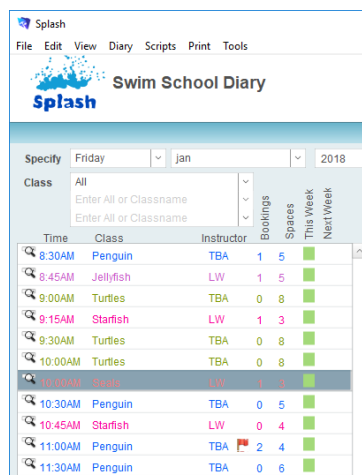 Splash
File Edit View Diary Scripts Print Tools
Splash
Swim School Diary
Specify Friday jan 2018
Class All
Enter All or Classname
Enter All or Classname
Time Class Instructor Bookings Spaces This Week Next Week
8:30AM Penguin TBA 1 5
8:45AM Jellyfish LW 1 5
9:00AM Turtles TBA 0 8
9:15AM Starfish LW 1 3
9:30AM Turtles TBA 0 8
10:00AM Turtles TBA 0 8
Seals LW
10:30AM Penguin TBA 0 5
10:45AM Starfish LW 0 4
11:00AM Penguin TBA 2 4
11:30AM Penguin TBA 0 6